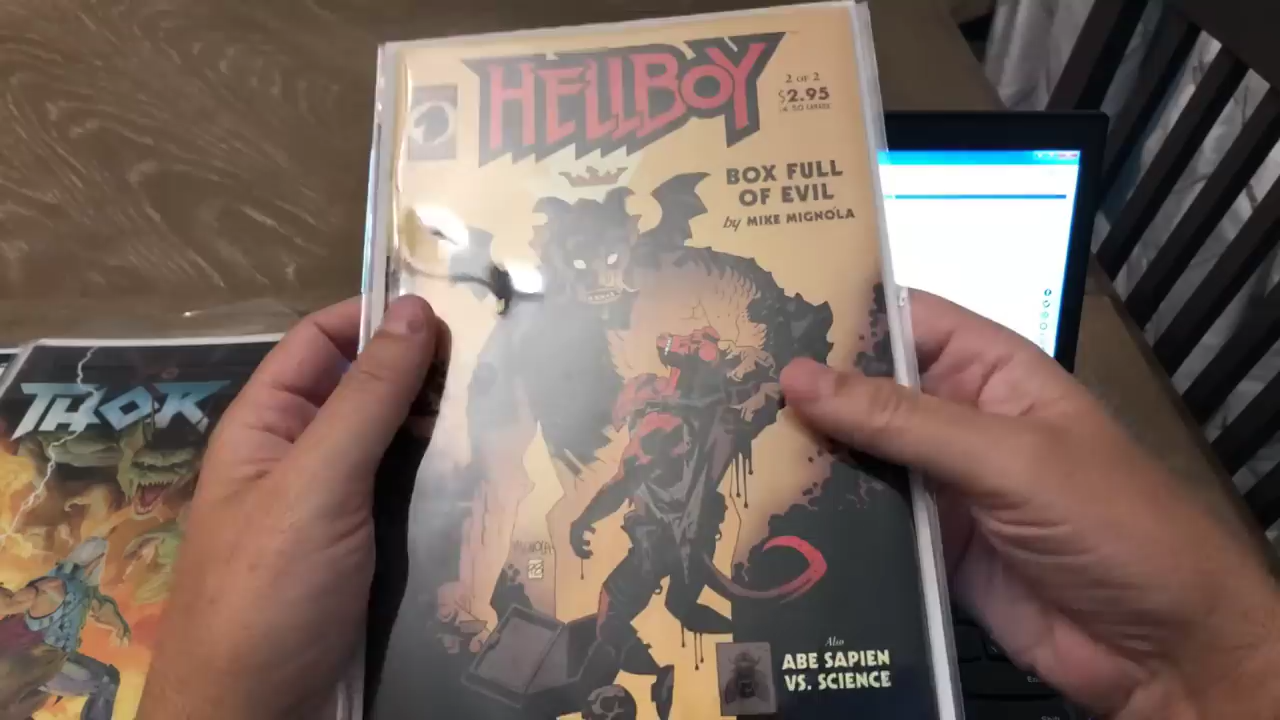 HELLBOY
2 OF 2
$2.95
BOX FULL
OF EVIL
by MIKE MIGNOLA
THOR
MIGNOLA
Also
ABE SAPIEN
VS. SCIENCE